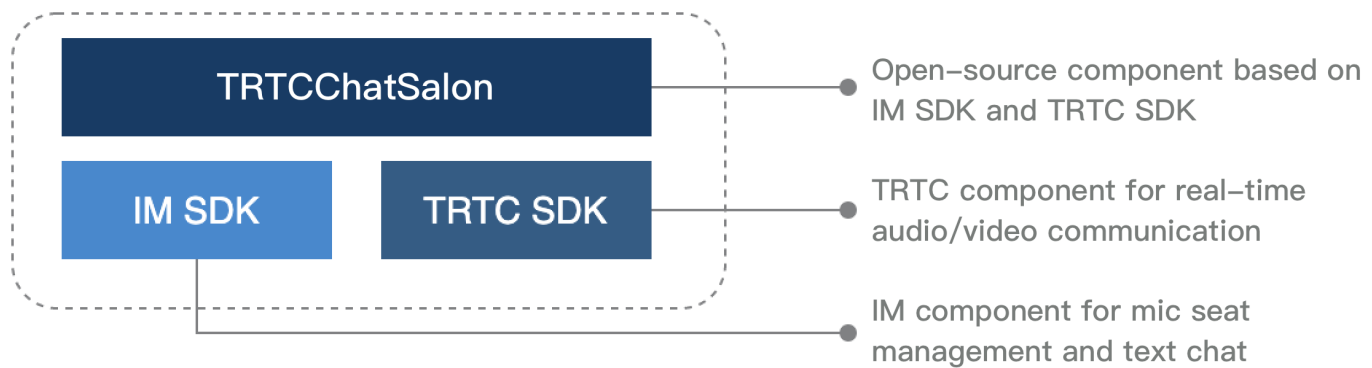 TRTCChatSalon
Open-source component based on
IM SDK and TRTC SDK
IM SDK
TRTC SDK
TRTC component for real-time
audio/video communication
IM component for mic seat
management and text chat